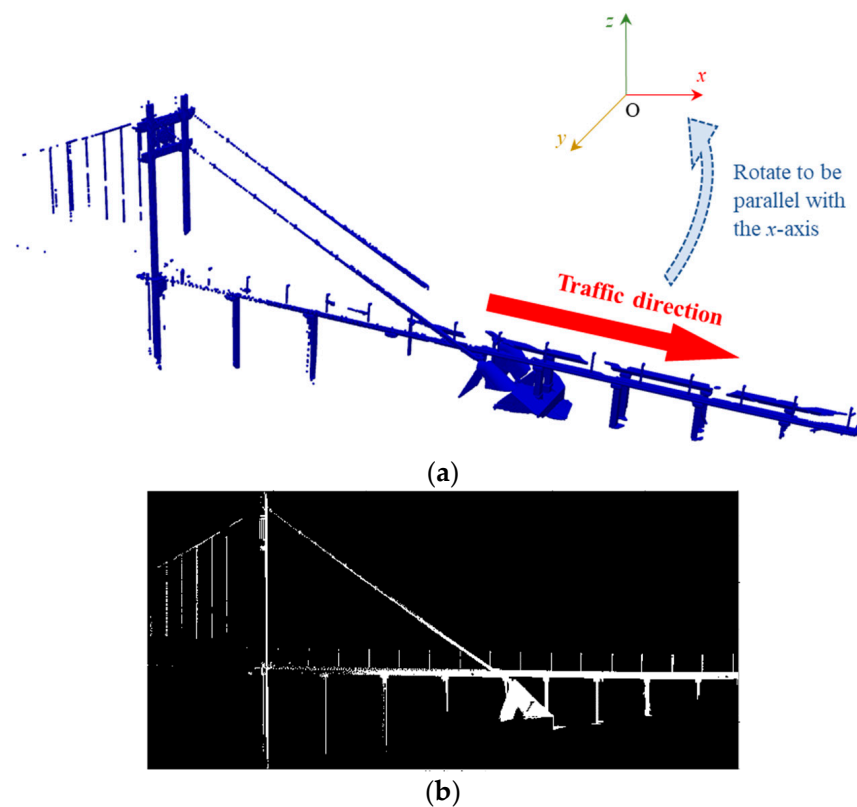 z
x
O
y
Rotate to be
parallel with
the x-axis
Traffic direction
(a)
(b)